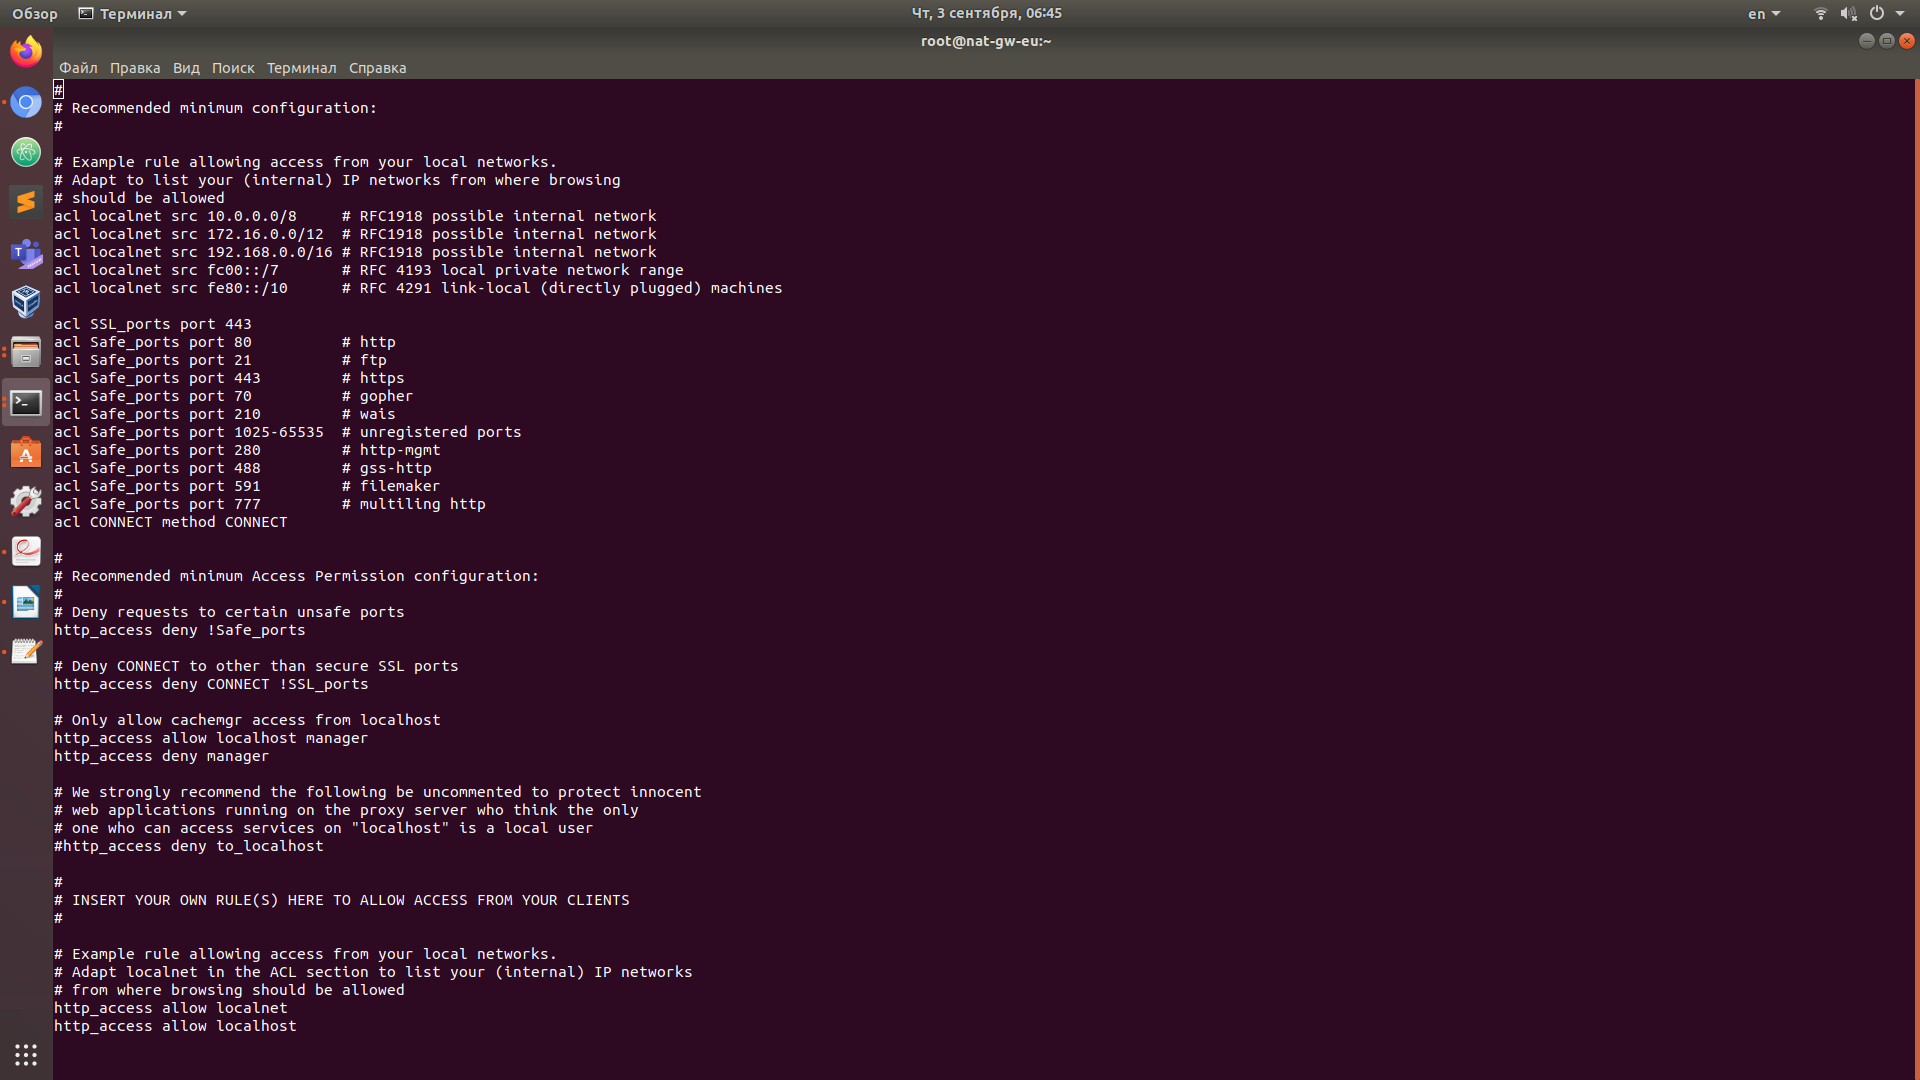 Обзор Терминал Чт, 3 сентября, 06:45 en
root@nat-gw-eu:~
Файл Правка Вид Поиск Терминал Справка
#
# Recommended minimum configuration:
#

# Example rule allowing access from your local networks.
# Adapt to list your (internal) IP networks from where browsing
# should be allowed
acl localnet src 10.0.0.0/8     # RFC1918 possible internal network
acl localnet src 172.16.0.0/12  # RFC1918 possible internal network
acl localnet src 192.168.0.0/16 # RFC1918 possible internal network
acl localnet src fc00::/7       # RFC 4193 local private network range
acl localnet src fe80::/10      # RFC 4291 link-local (directly plugged) machines

acl SSL_ports port 443
acl Safe_ports port 80          # http
acl Safe_ports port 21          # ftp
acl Safe_ports port 443         # https
acl Safe_ports port 70          # gopher
acl Safe_ports port 210         # wais
acl Safe_ports port 1025-65535  # unregistered ports
acl Safe_ports port 280         # http-mgmt
acl Safe_ports port 488         # gss-http
acl Safe_ports port 591         # filemaker
acl Safe_ports port 777         # multiling http
acl CONNECT method CONNECT

#
# Recommended minimum Access Permission configuration:
#
# Deny requests to certain unsafe ports
http_access deny !Safe_ports

# Deny CONNECT to other than secure SSL ports
http_access deny CONNECT !SSL_ports

# Only allow cachemgr access from localhost
http_access allow localhost manager
http_access deny manager

# We strongly recommend the following be uncommented to protect innocent
# web applications running on the proxy server who think the only
# one who can access services on "localhost" is a local user
#http_access deny to_localhost

#
# INSERT YOUR OWN RULE(S) HERE TO ALLOW ACCESS FROM YOUR CLIENTS
#

# Example rule allowing access from your local networks.
# Adapt localnet in the ACL section to list your (internal) IP networks
# from where browsing should be allowed
http_access allow localnet
http_access allow localhost